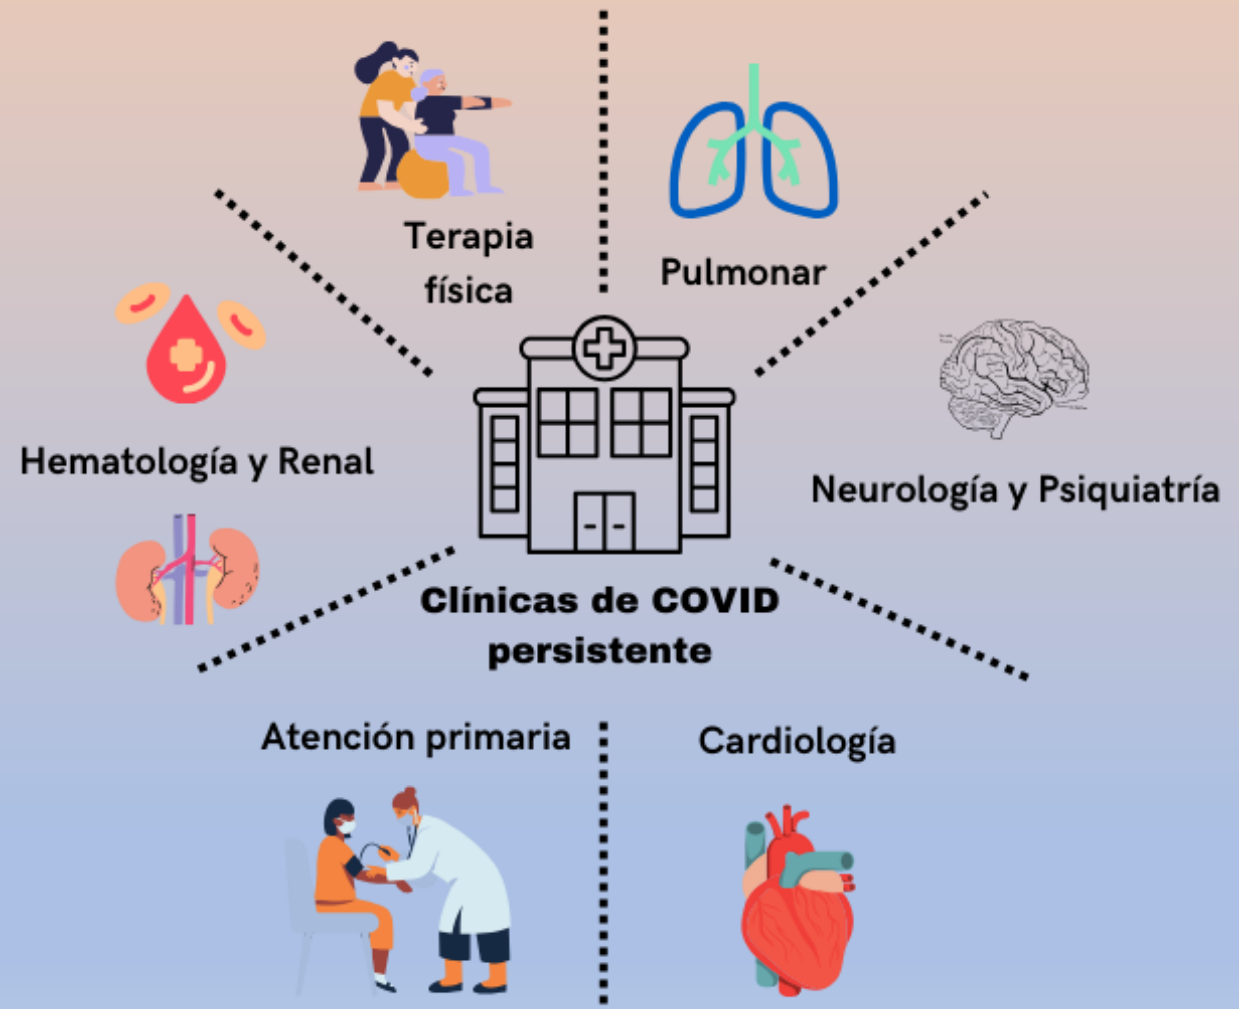 Terapia
física
Pulmonar
Hematología y Renal
Neurología y Psiquiatría
Clínicas de COVID
persistente
Atención primaria
Cardiología